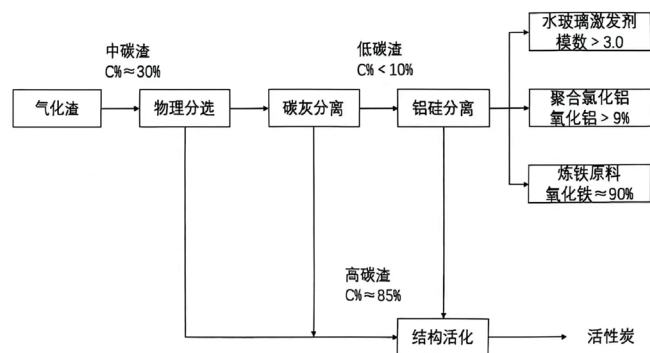 水玻璃激发剂
模数＞3.0
中碳渣
C%≈30%
低碳渣
C%＜10%
气化渣
物理分选
碳灰分离
铝硅分离
聚合氯化铝
氧化铝＞9%
炼铁原料
氧化铁≈90%
高碳渣
C%≈85%
结构活化
活性炭